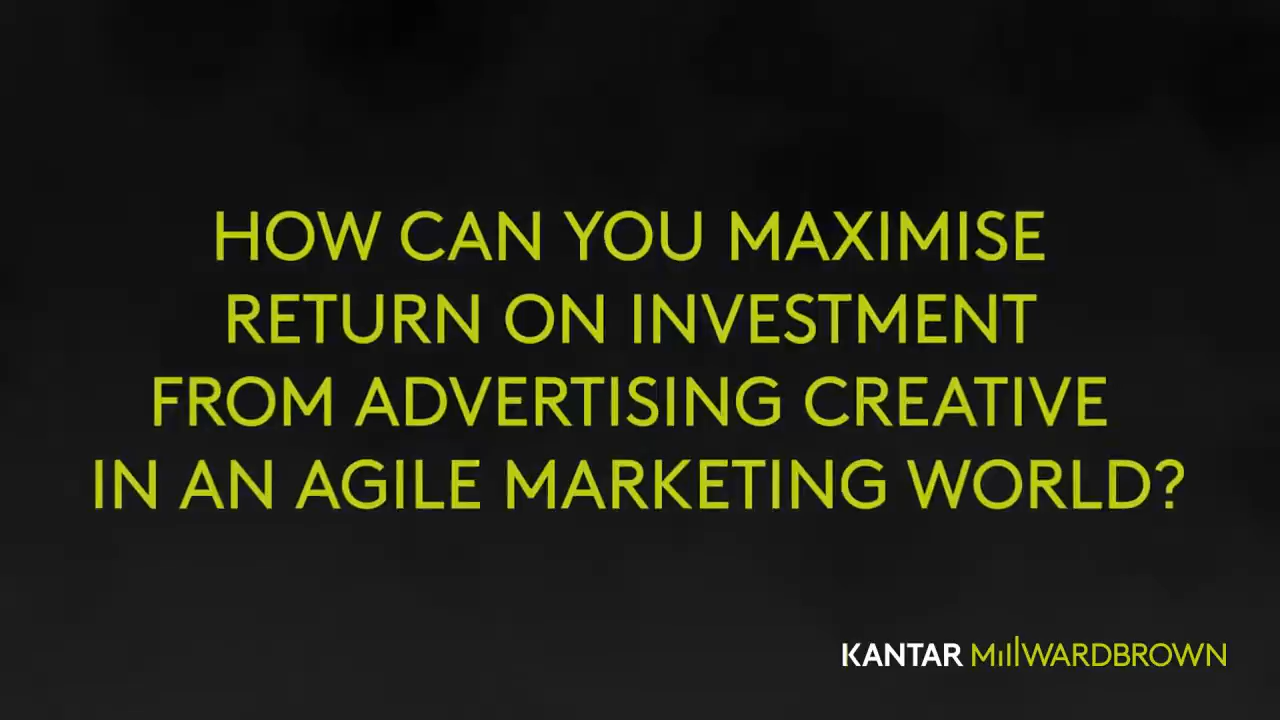 HOW CAN YOU MAXIMISE
RETURN ON INVESTMENT
FROM ADVERTISING CREATIVE
IN AN AGILE MARKETING WORLD?
KANTAR MillWARDBROWN